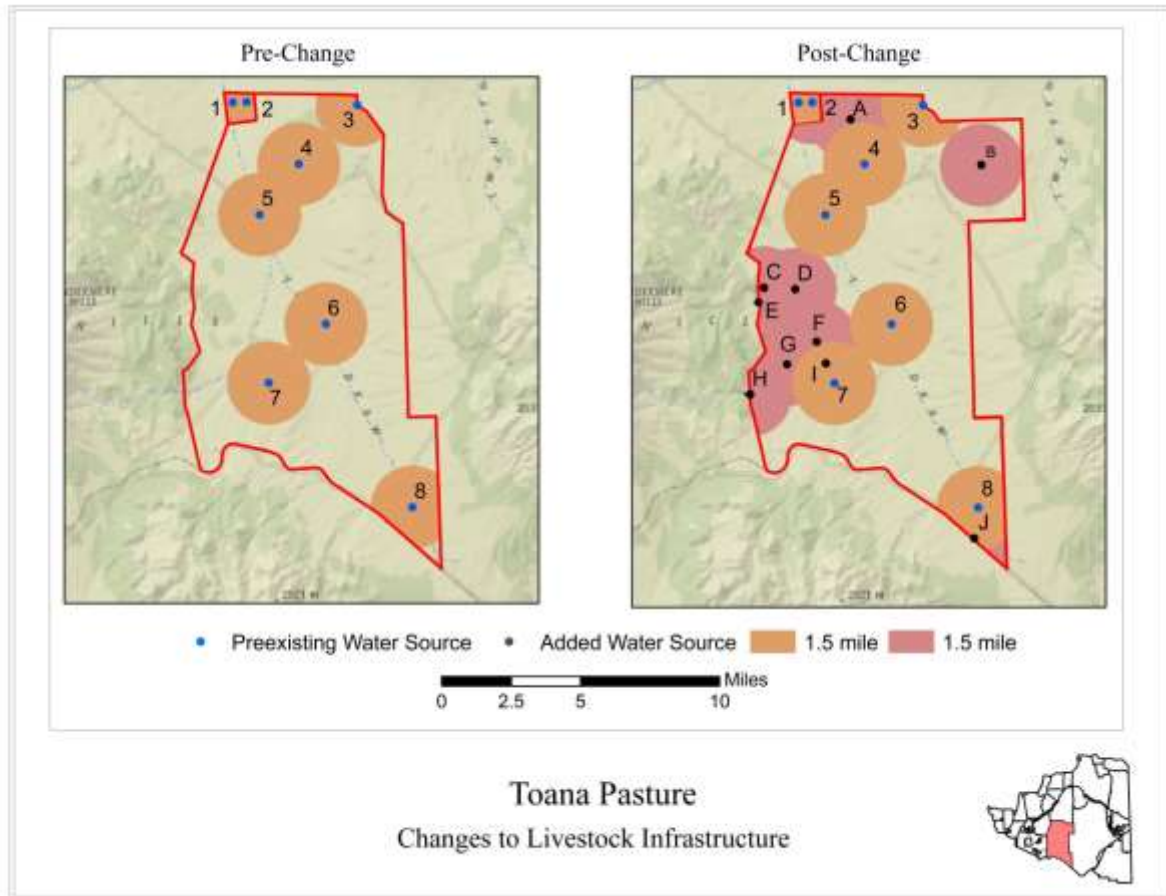 Pre-Change
Post-Change
1
2
3
4
5
6
7
8
D R A W
2021 M
1
2
A
3
4
B
5
C
D
E
6
F
G
H
I
7
8
J
D R A W
2021 M
Preexisting Water Source
Added Water Source
1.5 mile
1.5 mile
Miles
0
2.5
5
10
Toana Pasture
Changes to Livestock Infrastructure